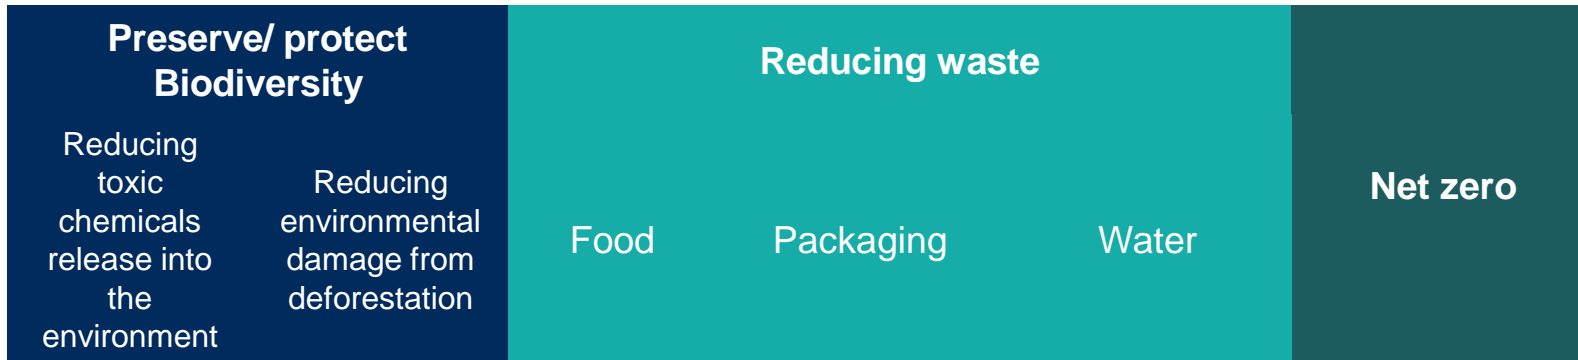 Preserve/ protect
Biodiversity
Reducing
toxic
chemicals
release into
the
environment
Reducing
environmental
damage from
deforestation
Reducing waste
Food
Packaging
Water
Net zero